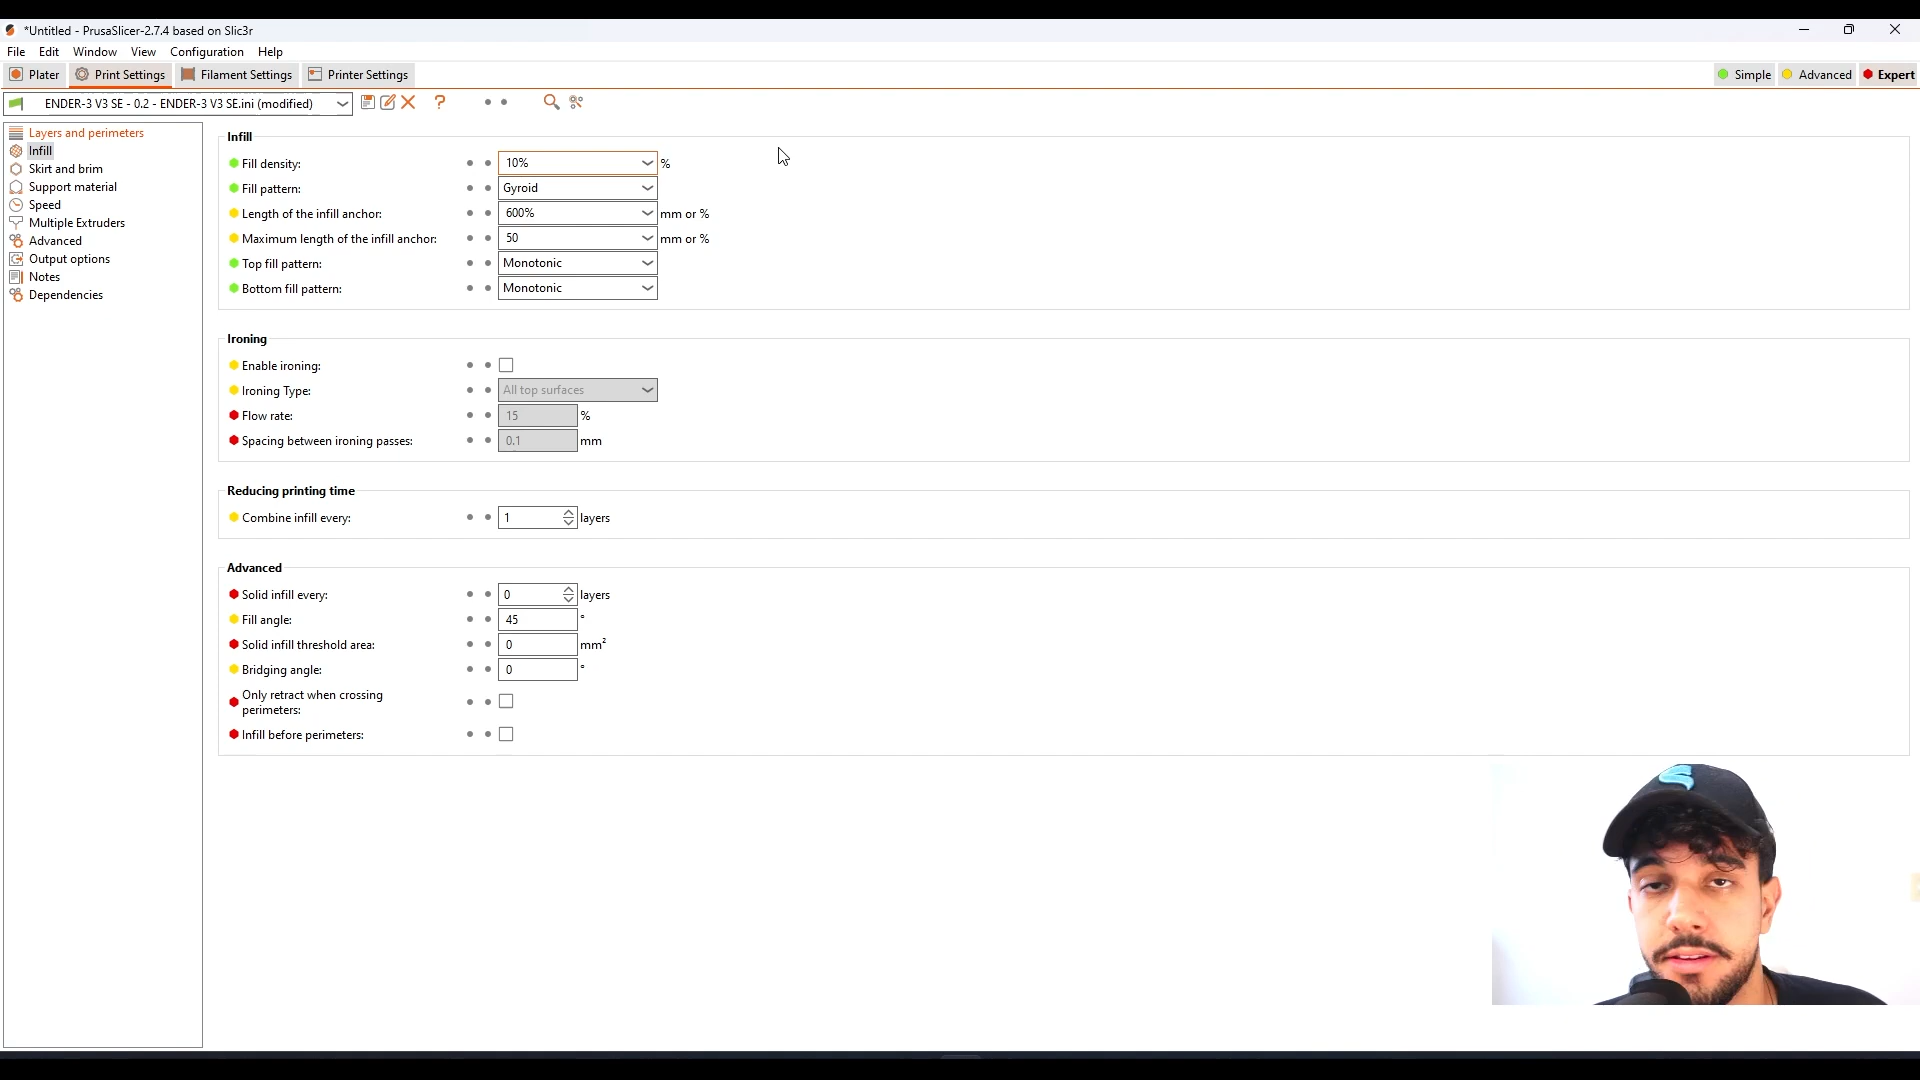 *Untitled - PrusaSlicer-2.7.4 based on Slic3r
File Edit Window View Configuration Help
Plater Print Settings Filament Settings Printer Settings Simple Advanced Expert
ENDER-3 V3 SE - 0.2 - ENDER-3 V3 SE.ini (modified)
Layers and perimeters
Infill
Skirt and brim
Support material
Speed
Multiple Extruders
Advanced
Output options
Notes
Dependencies
Infill
Fill density: 10% %
Fill pattern: Gyroid
Length of the infill anchor: 600% mm or %
Maximum length of the infill anchor: 50 mm or %
Top fill pattern: Monotonic
Bottom fill pattern: Monotonic
Ironing
Enable ironing:
Ironing Type: All top surfaces
Flow rate: 15 %
Spacing between ironing passes: 0.1 mm
Reducing printing time
Combine infill every: 1 layers
Advanced
Solid infill every: 0 layers
Fill angle: 45 °
Solid infill threshold area: 0 mm²
Bridging angle: 0 °
Only retract when crossing
perimeters:
Infill before perimeters: